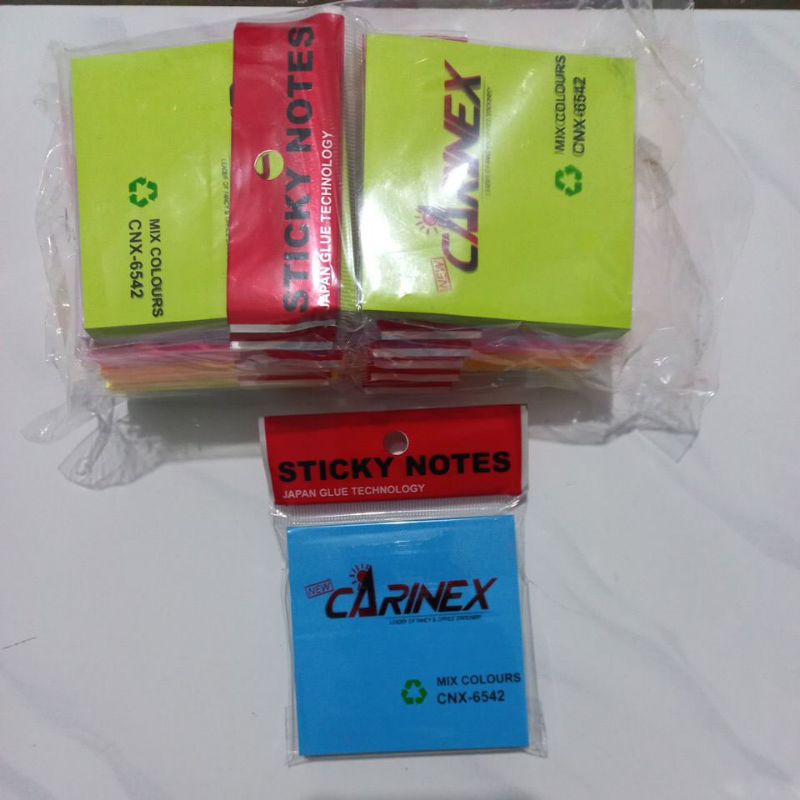 MIX COLOURS
CNX-6542
STICKY NOTES
JAPAN GLUE TECHNOLOGY
NEW
CARINEX
MIX COLOURS
CNX-6542
STICKY NOTES
JAPAN GLUE TECHNOLOGY
NEW
CARINEX
LEADER OF FANCY & OFFICE STATIONERY
MIX COLOURS
CNX-6542